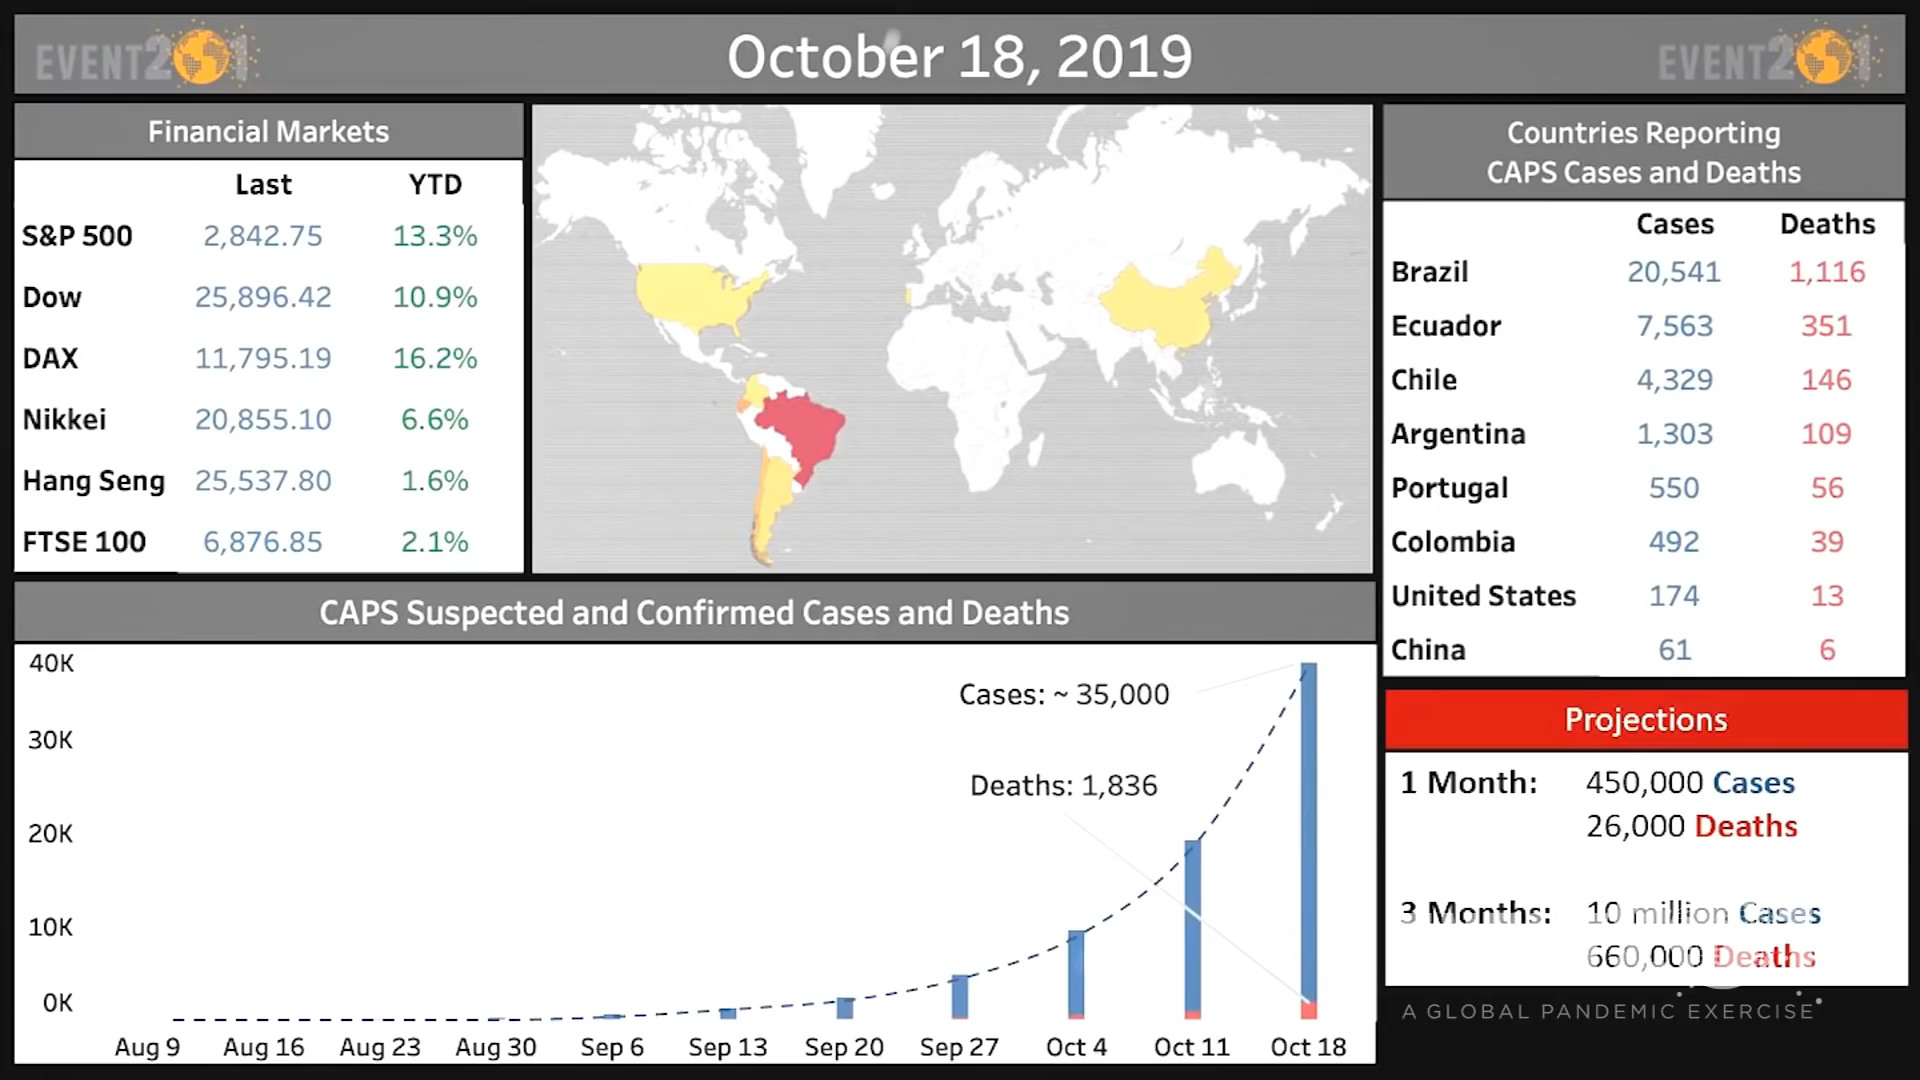 EVENT201
October 18, 2019
EVENT201
Financial Markets
Last YTD
S&P 500 2,842.75 13.3%
Dow 25,896.42 10.9%
DAX 11,795.19 16.2%
Nikkei 20,855.10 6.6%
Hang Seng 25,537.80 1.6%
FTSE 100 6,876.85 2.1%
Countries Reporting
CAPS Cases and Deaths
Cases Deaths
Brazil 20,541 1,116
Ecuador 7,563 351
Chile 4,329 146
Argentina 1,303 109
Portugal 550 56
Colombia 492 39
United States 174 13
China 61 6
CAPS Suspected and Confirmed Cases and Deaths
40K
30K
20K
10K
0K
Cases: ~ 35,000
Deaths: 1,836
Aug 9 Aug 16 Aug 23 Aug 30 Sep 6 Sep 13 Sep 20 Sep 27 Oct 4 Oct 11 Oct 18
Projections
1 Month: 450,000 Cases
26,000 Deaths
3 Months: 10 million Cases
660,000 Deaths
A GLOBAL PANDEMIC EXERCISE